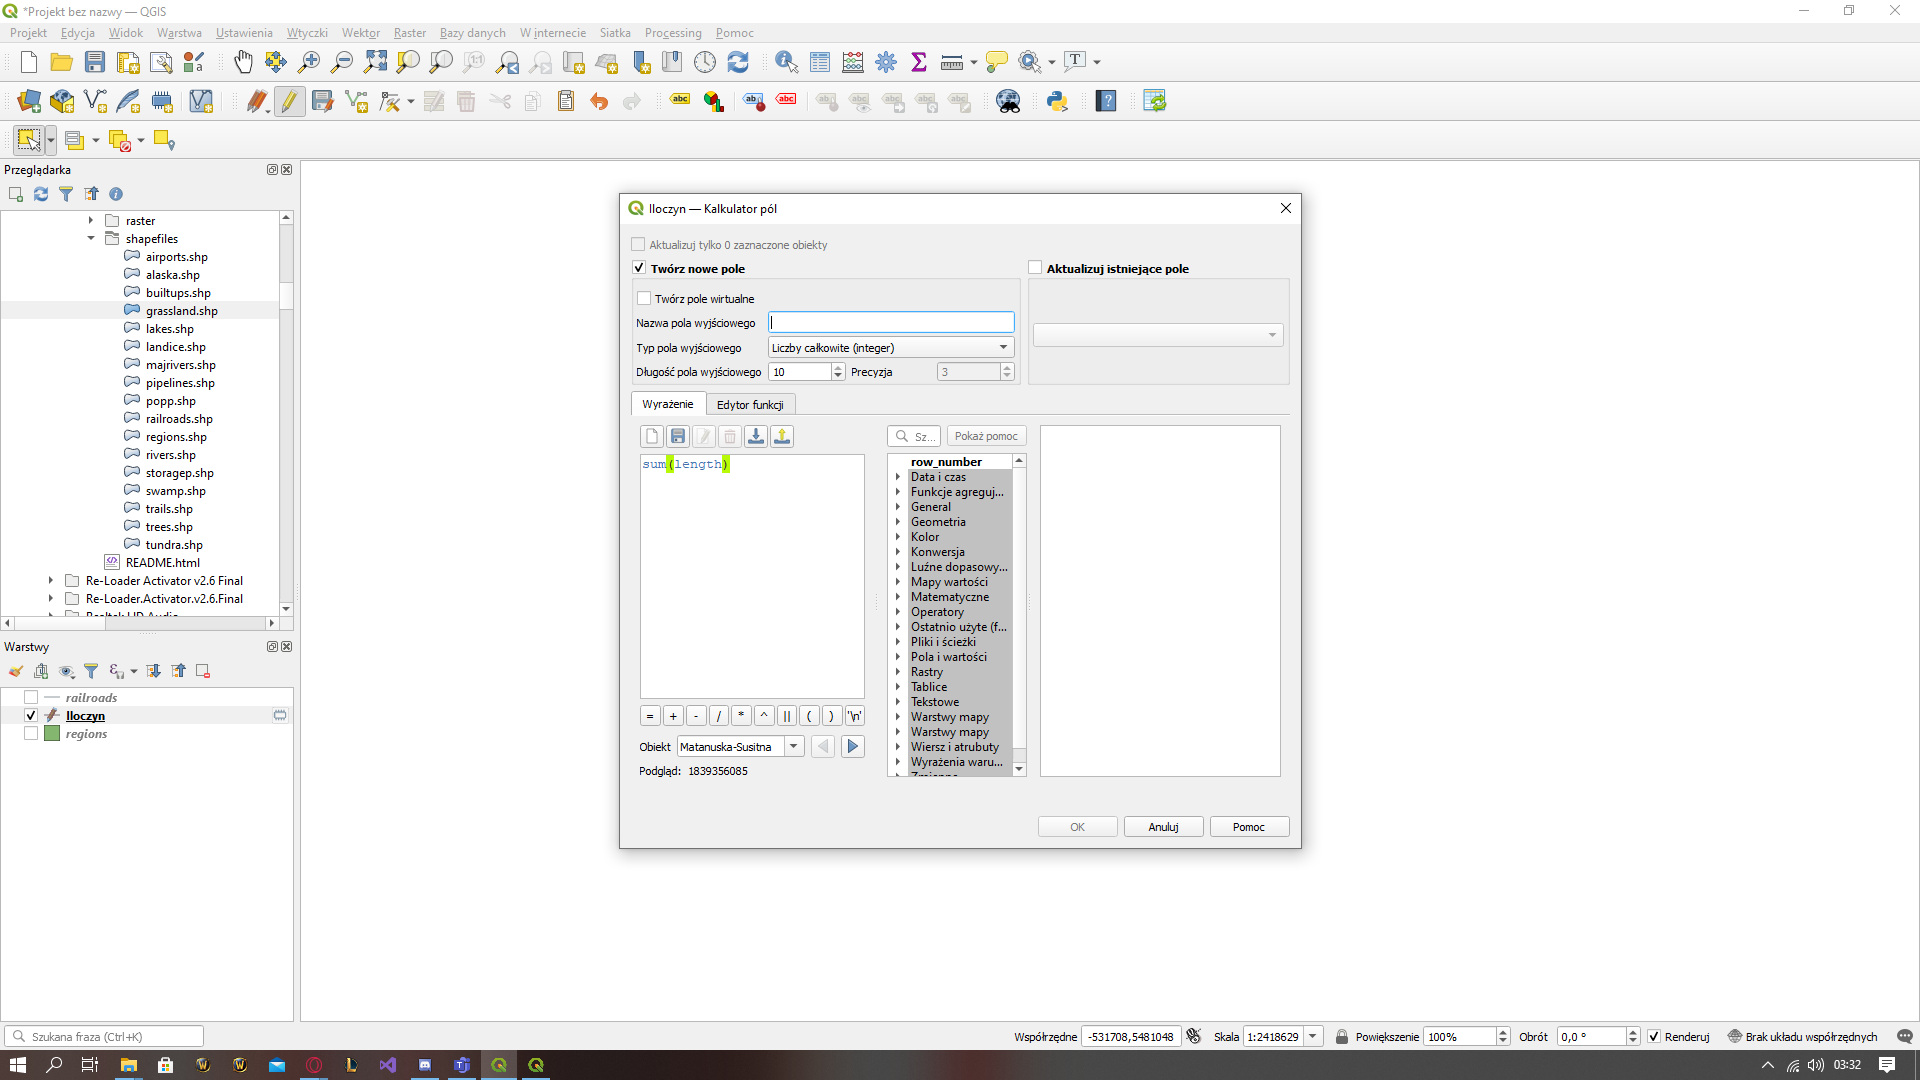 *Projekt bez nazwy — QGIS
Projekt Edycja Widok Warstwa Ustawienia Wtyczki Wektor Raster Bazy danych W internecie Siatka Processing Pomoc
Przeglądarka
raster
shapefiles
airports.shp
alaska.shp
builtups.shp
grassland.shp
lakes.shp
landice.shp
majrivers.shp
pipelines.shp
popp.shp
railroads.shp
regions.shp
rivers.shp
storagep.shp
swamp.shp
trails.shp
trees.shp
tundra.shp
README.html
Re-Loader Activator v2.6 Final
Re-Loader.Activator.v2.6.Final
Realtek HD Audio
Warstwy
railroads
Iloczyn
regions
Iloczyn — Kalkulator pól
Aktualizuj tylko 0 zaznaczone obiekty
Twórz nowe pole
Aktualizuj istniejące pole
Twórz pole wirtualne
Nazwa pola wyjściowego
Typ pola wyjściowego Liczby całkowite (integer)
Długość pola wyjściowego 10 Precyzja 3
Wyrażenie Edytor funkcji
Sz... Pokaż pomoc
sum(length)
row_number
Data i czas
Funkcje agreguj...
General
Geometria
Kolor
Konwersja
Luźne dopasowy...
Mapy wartości
Matematyczne
Operatory
Ostatnio użyte (f...
Pliki i ścieżki
Pola i wartości
Rastry
Tablice
Tekstowe
Warstwy mapy
Warstwy mapy
Wiersz i atrubuty
Wyrażenia waru...
Zmienne
= + - / * ^ || ( ) '\n'
Obiekt Matanuska-Susitna
Podgląd: 1839356085
OK Anuluj Pomoc
Szukana fraza (Ctrl+K)
Współrzędne -531708,5481048 Skala 1:2418629 Powiększenie 100% Obrót 0,0 ° Renderuj Brak układu współrzędnych
03:32